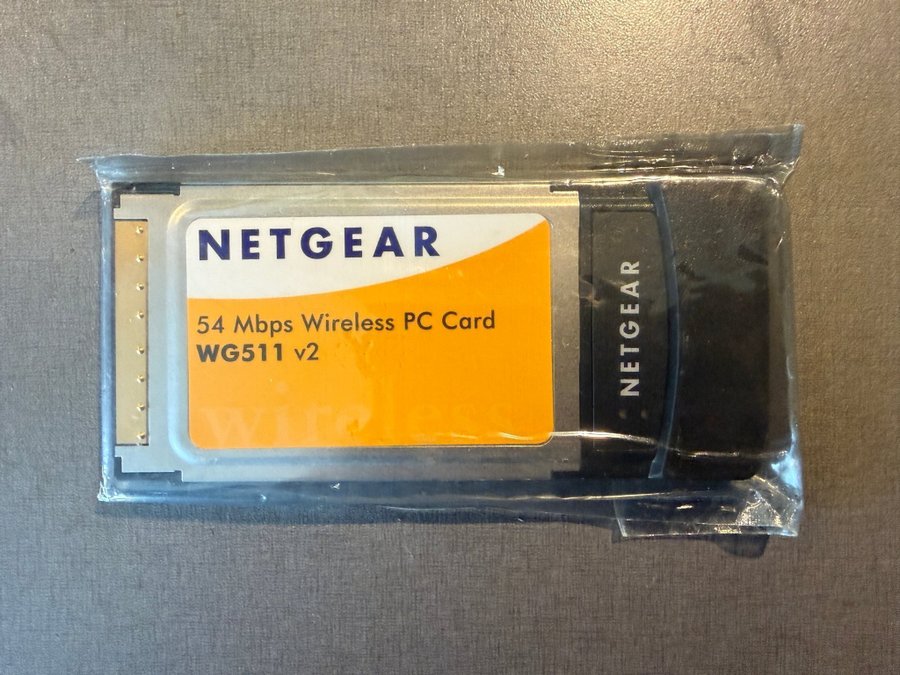 NETGEAR
54 Mbps Wireless PC Card
WG511 v2
wireless
NETGEAR